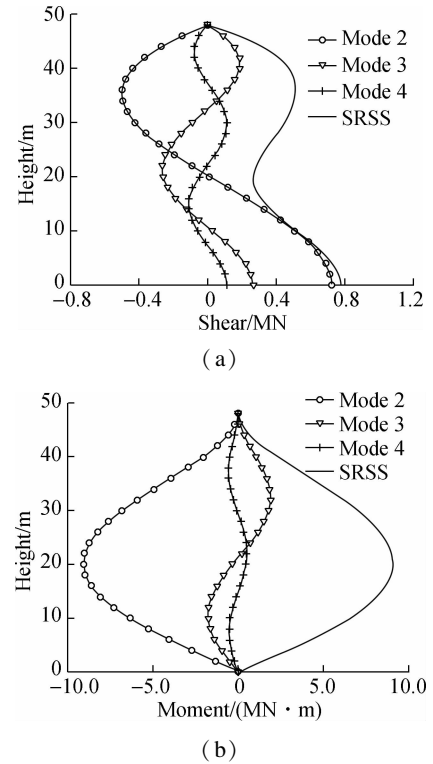 50
40
30
20
10
0
Height/m
Mode 2
Mode 3
Mode 4
SRSS
−0.8 −0.4 0 0.4 0.8 1.2
Shear/MN
(a)
50
40
30
20
10
0
Height/m
Mode 2
Mode 3
Mode 4
SRSS
−10.0 −5.0 0 5.0 10.0
Moment/(MN·m)
(b)